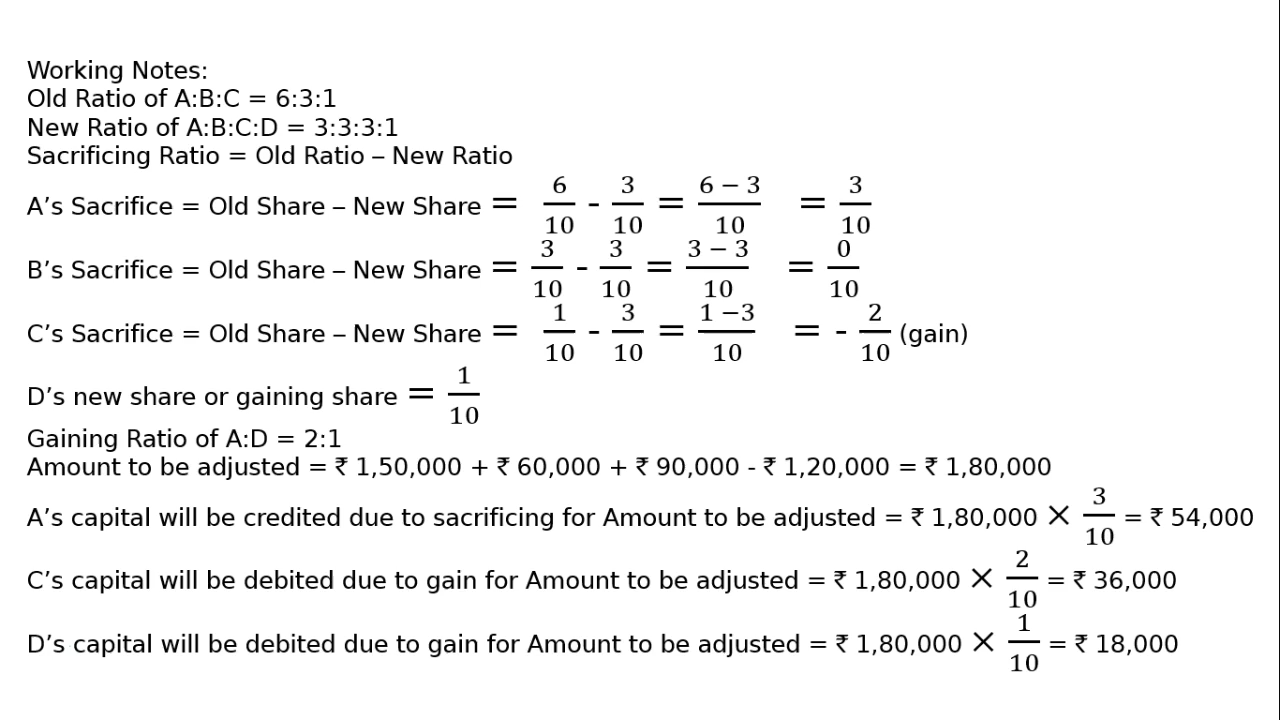 Working Notes:
Old Ratio of A:B:C = 6:3:1
New Ratio of A:B:C:D = 3:3:3:1
Sacrificing Ratio = Old Ratio – New Ratio
A’s Sacrifice = Old Share – New Share = 6/10 - 3/10 = 6 − 3/10 = 3/10
B’s Sacrifice = Old Share – New Share = 3/10 - 3/10 = 3 − 3/10 = 0/10
C’s Sacrifice = Old Share – New Share = 1/10 - 3/10 = 1 −3/10 = - 2/10 (gain)
D’s new share or gaining share = 1/10
Gaining Ratio of A:D = 2:1
Amount to be adjusted = ₹ 1,50,000 + ₹ 60,000 + ₹ 90,000 - ₹ 1,20,000 = ₹ 1,80,000
A’s capital will be credited due to sacrificing for Amount to be adjusted = ₹ 1,80,000 × 3/10 = ₹ 54,000
C’s capital will be debited due to gain for Amount to be adjusted = ₹ 1,80,000 × 2/10 = ₹ 36,000
D’s capital will be debited due to gain for Amount to be adjusted = ₹ 1,80,000 × 1/10 = ₹ 18,000